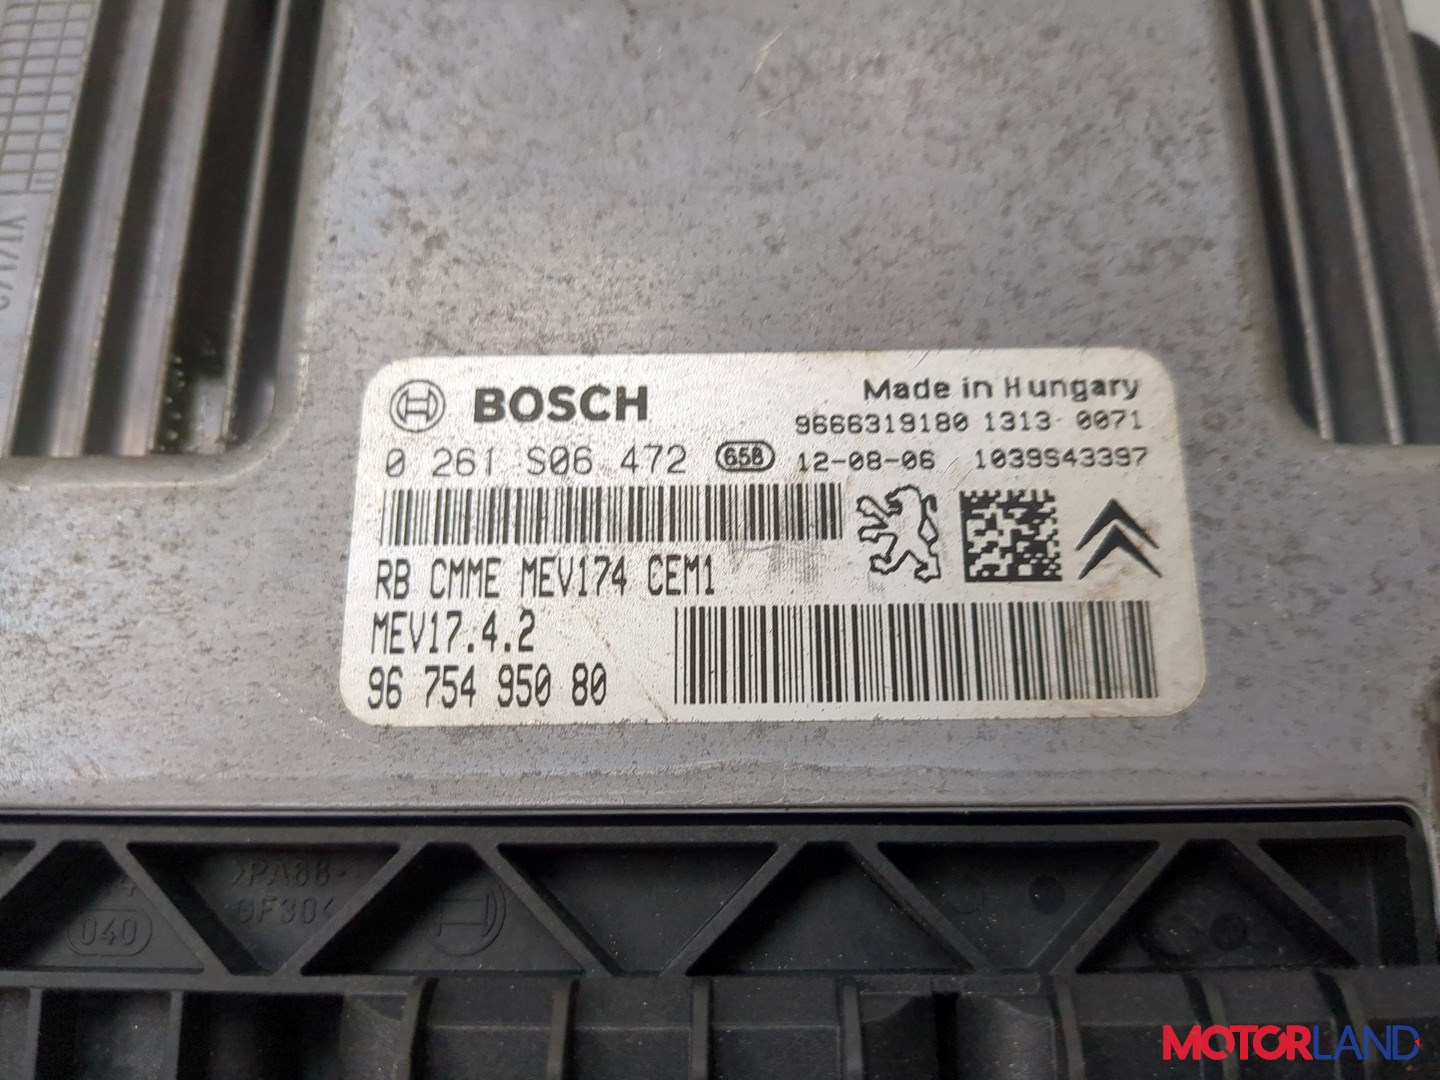 BOSCH
Made in Hungary
9666319180 1313 0071
0 261 S06 472 658 12-08-06 1039S43397
RB CMME MEV174 CEM1
MEV17.4.2
96 754 950 80
040
GF30<
MOTORLAND